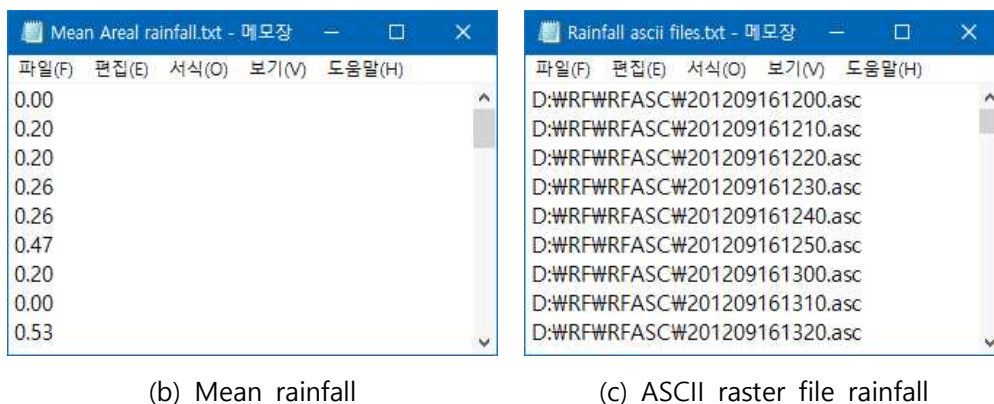 Mean Areal rainfall.txt - 메모장
파일(F) 편집(E) 서식(O) 보기(V) 도움말(H)
0.00
0.20
0.20
0.26
0.26
0.47
0.20
0.00
0.53
(b) Mean rainfall
Rainfall ascii files.txt - 메모장
파일(F) 편집(E) 서식(O) 보기(V) 도움말(H)
D:₩RF₩RFASC₩201209161200.asc
D:₩RF₩RFASC₩201209161210.asc
D:₩RF₩RFASC₩201209161220.asc
D:₩RF₩RFASC₩201209161230.asc
D:₩RF₩RFASC₩201209161240.asc
D:₩RF₩RFASC₩201209161250.asc
D:₩RF₩RFASC₩201209161300.asc
D:₩RF₩RFASC₩201209161310.asc
D:₩RF₩RFASC₩201209161320.asc
(c) ASCII raster file rainfall